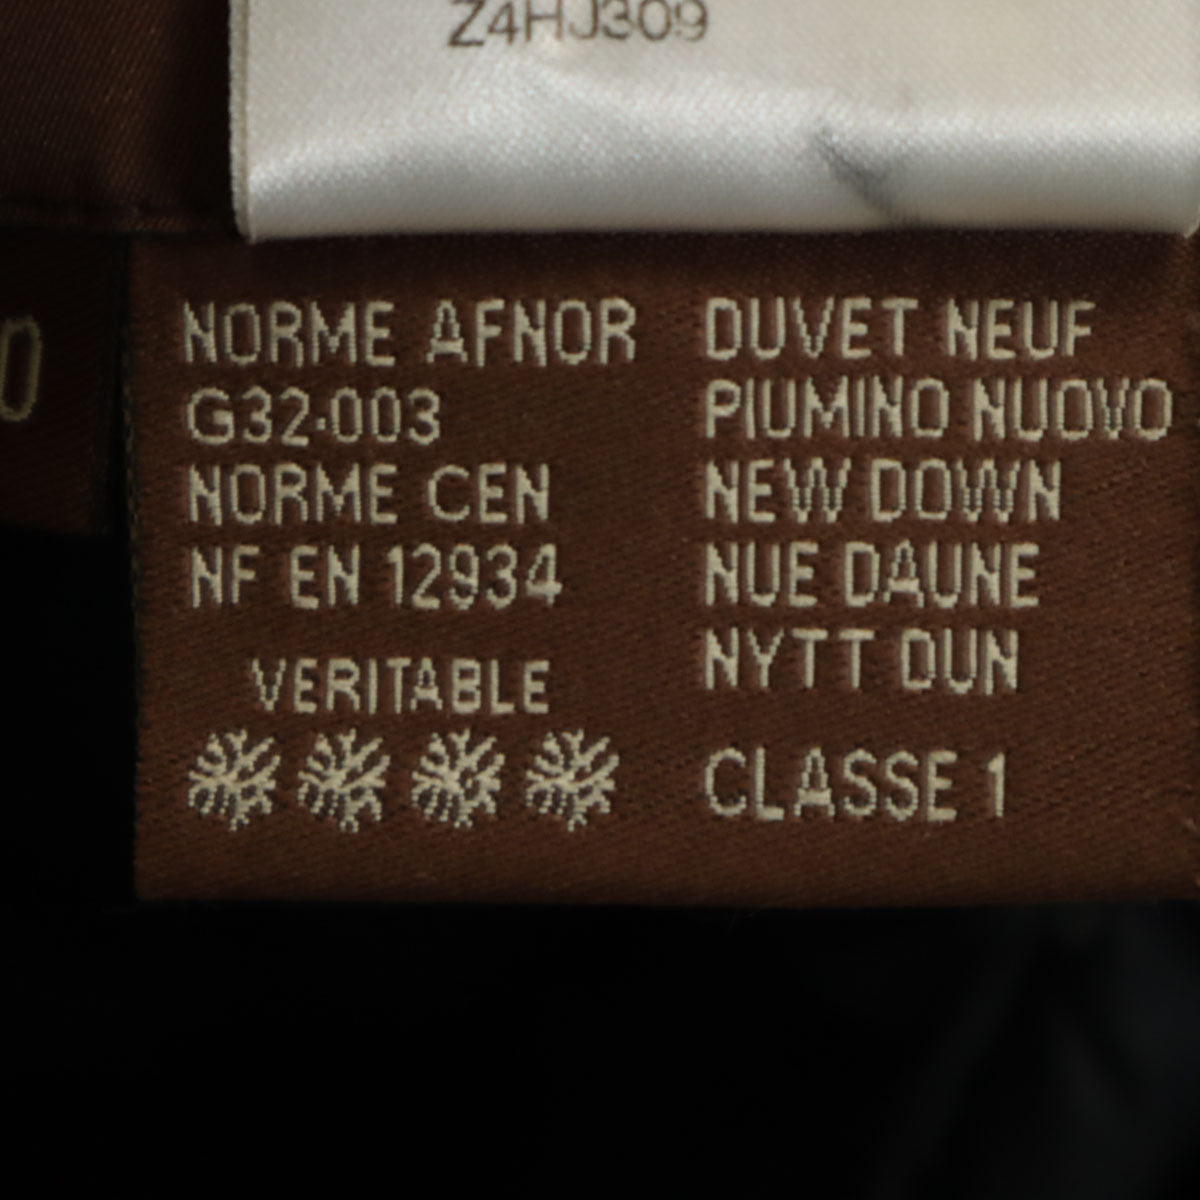 Z4HJ309
NORME AFNOR
G32-003
NORME CEN
NF EN 12934
VERITABLE
DUVET NEUF
PIUMINO NUOVO
NEW DOWN
NUE DAUNE
NYTT DUN
CLASSE 1